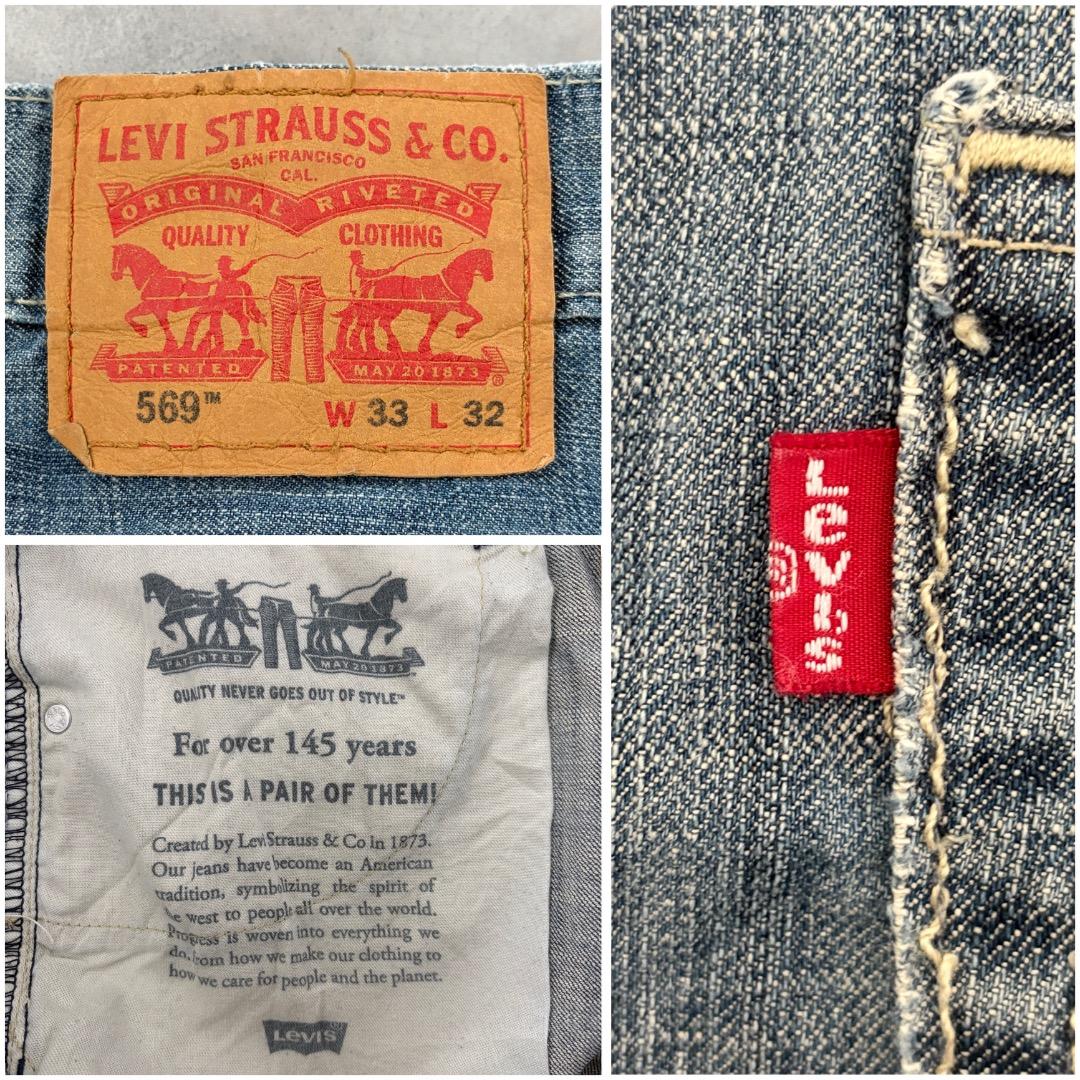 LEVI STRAUSS & CO.
SAN FRANCISCO
CAL.
ORIGINAL RIVETED
QUALITY CLOTHING
PATENTED MAY 20 1873 ®
569™ W 33 L 32
PATENTED MAY 20 1873
QUALITY NEVER GOES OUT OF STYLE™
For over 145 years
THIS IS A PAIR OF THEM!
Created by Levi Strauss & Co in 1873.
Our jeans have become an American
tradition, symbolizing the spirit of
he west to people all over the world.
Progress is woven into everything we
do, from how we make our clothing to
how we care for people and the planet.
Levi's
Levi's ®